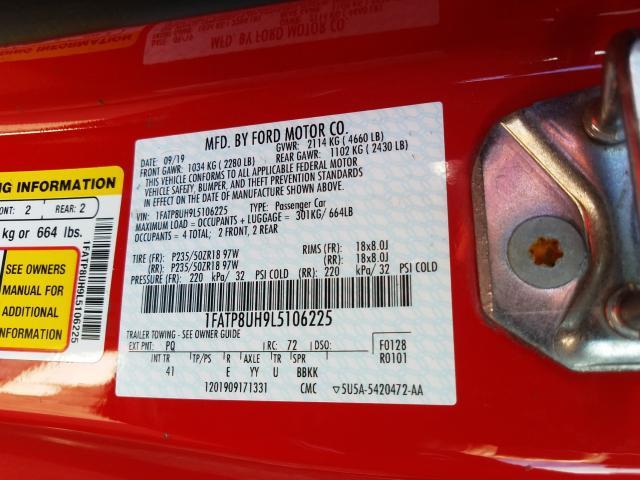 MFD. BY FORD MOTOR CO.
DATE: 09/19 GVWR: 2114 KG ( 4660 LB)
FRONT GAWR: 1034 KG ( 2280 LB) REAR GAWR: 1102 KG ( 2430 LB)
THIS VEHICLE CONFORMS TO ALL APPLICABLE FEDERAL MOTOR
VEHICLE SAFETY, BUMPER, AND THEFT PREVENTION STANDARDS
IN EFFECT ON THE DATE OF MANUFACTURE SHOWN ABOVE.
VIN: 1FATP8UH9L5106225 TYPE: Passenger Car
MAXIMUM LOAD = OCCUPANTS + LUGGAGE = 301KG/ 664LB
OCCUPANTS = 4 TOTAL; 2 FRONT, 2 REAR
TIRE (FR): P235/50ZR18 97W RIMS (FR): 18x8.0J
(RR): P235/50ZR18 97W (RR): 18x8.0J
PRESSURE (FR): 220 kPa/ 32 PSI COLD (RR): 220 kPa/ 32 PSI COLD
1FATP8UH9L5106225
TRAILER TOWING - SEE OWNER GUIDE
EXT PNT: PQ RC: 72 DSO: F0128
R0101
INT TR TP/PS R AXLE TR SPR
41 E YY U BBKK
1201909171331 CMC 5U5A-5420472-AA
NG INFORMATION
ONT: 2 REAR: 2
kg or 664 lbs.
SEE OWNERS
MANUAL FOR
ADDITIONAL
INFORMATION
1FATP8UH9L5106225